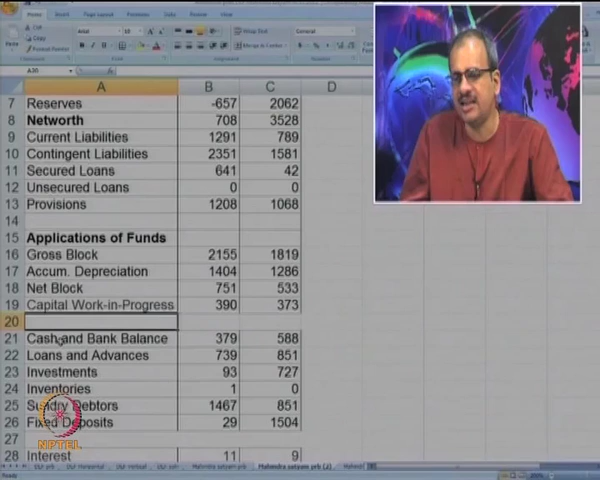 Home
Arial
10
General
A20
A B C D
7 Reserves -657 2062
8 Networth 708 3528
9 Current Liabilities 1291 789
10 Contingent Liabilities 2351 1581
11 Secured Loans 641 42
12 Unsecured Loans 0 0
13 Provisions 1208 1068
14
15 Applications of Funds
16 Gross Block 2155 1819
17 Accum. Depreciation 1404 1286
18 Net Block 751 533
19 Capital Work-in-Progress 390 373
20
21 Cash and Bank Balance 379 588
22 Loans and Advances 739 851
23 Investments 93 727
24 Inventories 1 0
25 Sundry Debtors 1467 851
26 Fixed Deposits 29 1504
27
28 Interest 11 9
NPTEL